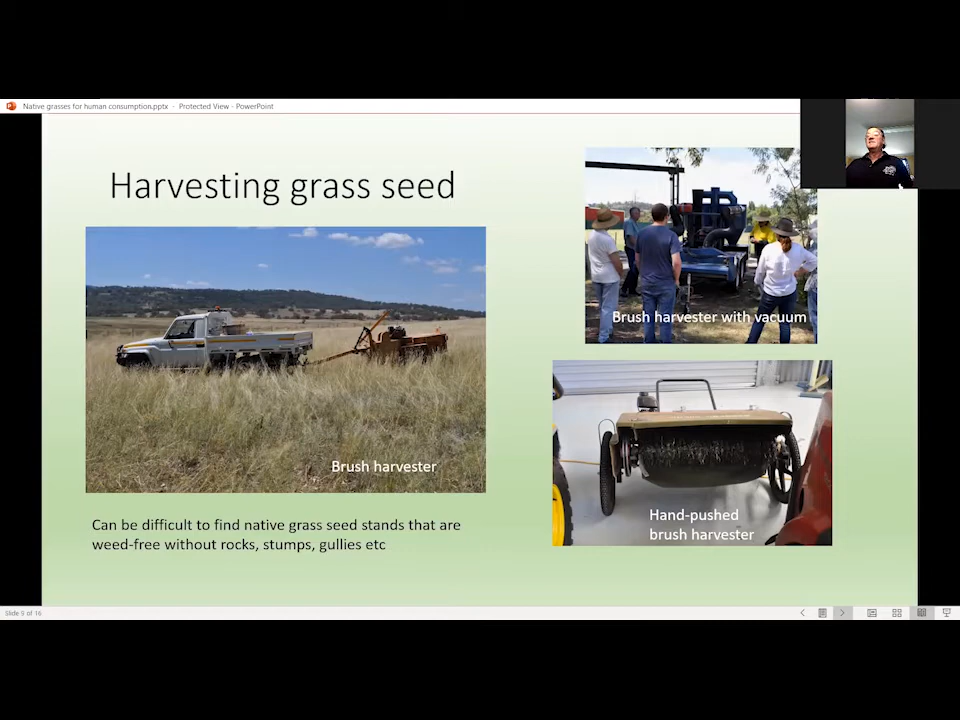 Native grasses for human consumption.pptx - Protected View - PowerPoint
Harvesting grass seed
Brush harvester with vacuum
Brush harvester
Hand-pushed
brush harvester
Can be difficult to find native grass seed stands that are
weed-free without rocks, stumps, gullies etc
Slide 5 of 16